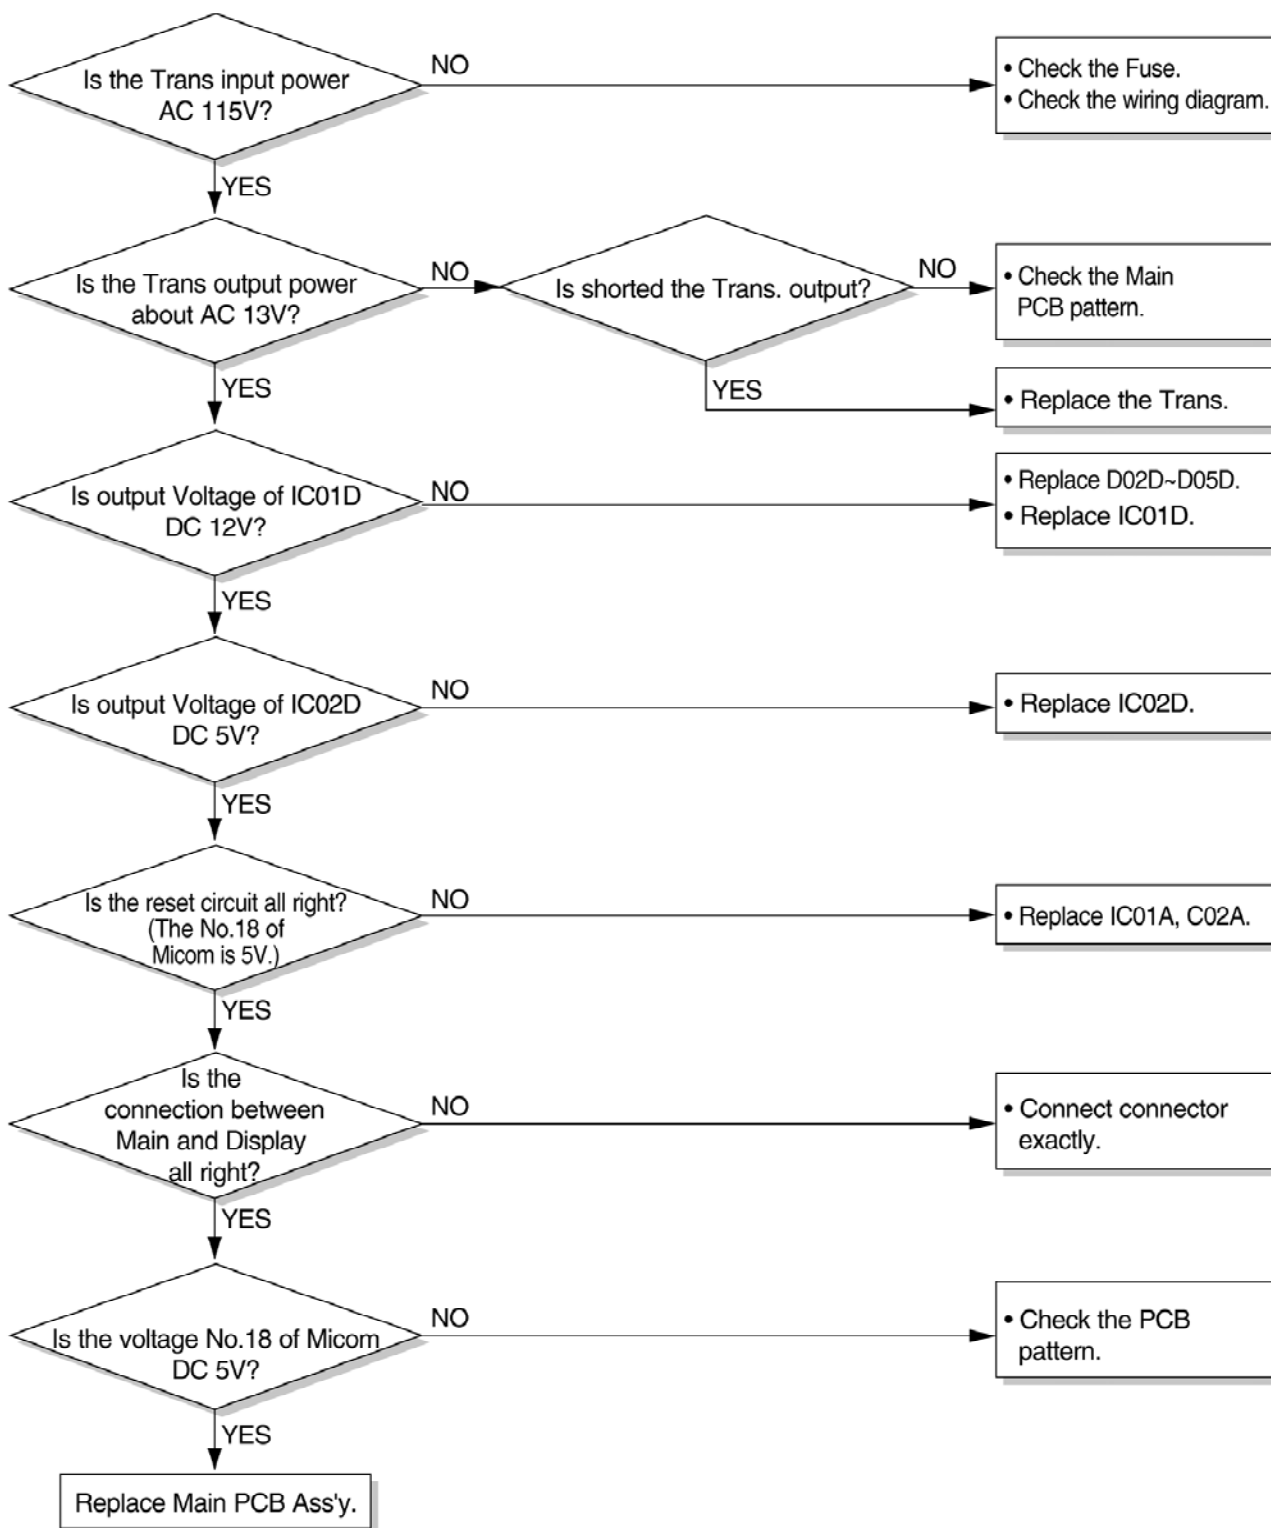 Is the Trans input power
AC 115V?
NO
• Check the Fuse.
• Check the wiring diagram.
YES
Is the Trans output power
about AC 13V?
NO
Is shorted the Trans. output?
NO
• Check the Main
PCB pattern.
YES
• Replace the Trans.
YES
Is output Voltage of IC01D
DC 12V?
NO
• Replace D02D~D05D.
• Replace IC01D.
YES
Is output Voltage of IC02D
DC 5V?
NO
• Replace IC02D.
YES
Is the reset circuit all right?
(The No.18 of
Micom is 5V.)
NO
• Replace IC01A, C02A.
YES
Is the
connection between
Main and Display
all right?
NO
• Connect connector
exactly.
YES
Is the voltage No.18 of Micom
DC 5V?
NO
• Check the PCB
pattern.
YES
Replace Main PCB Ass'y.